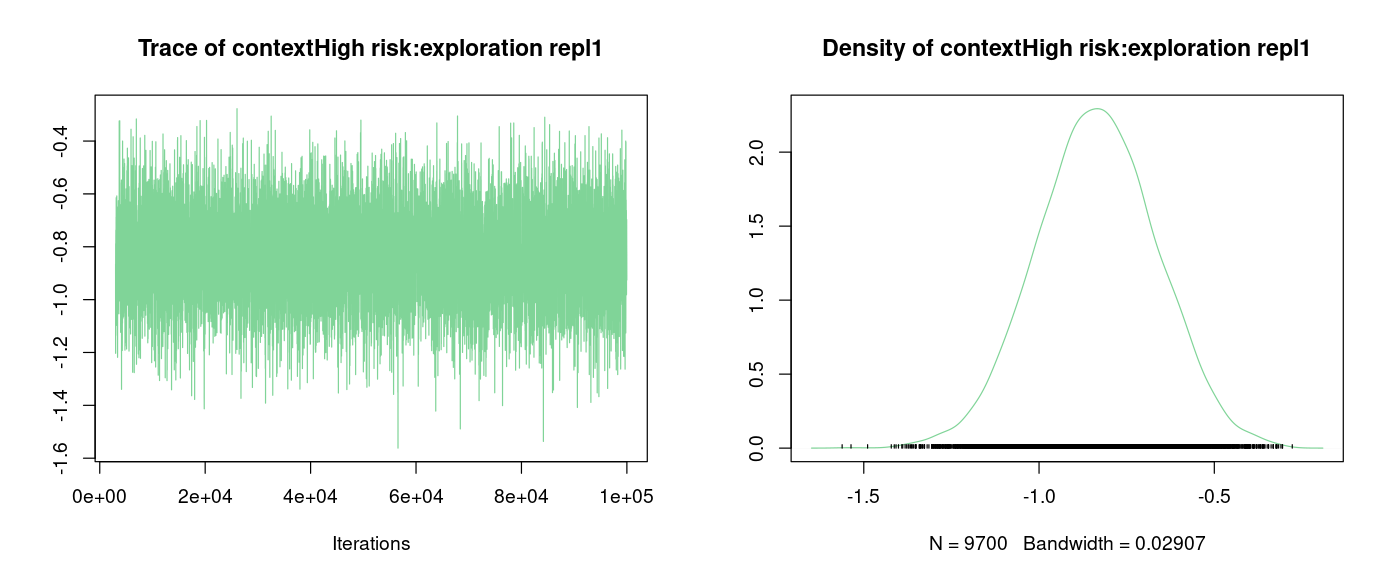 Trace of contextHigh risk:exploration repl1
-0.4
-0.6
-0.8
-1.0
-1.2
-1.4
-1.6
0e+00 2e+04 4e+04 6e+04 8e+04 1e+05
Iterations
Density of contextHigh risk:exploration repl1
2.0
1.5
1.0
0.5
0.0
-1.5 -1.0 -0.5
N = 9700 Bandwidth = 0.02907